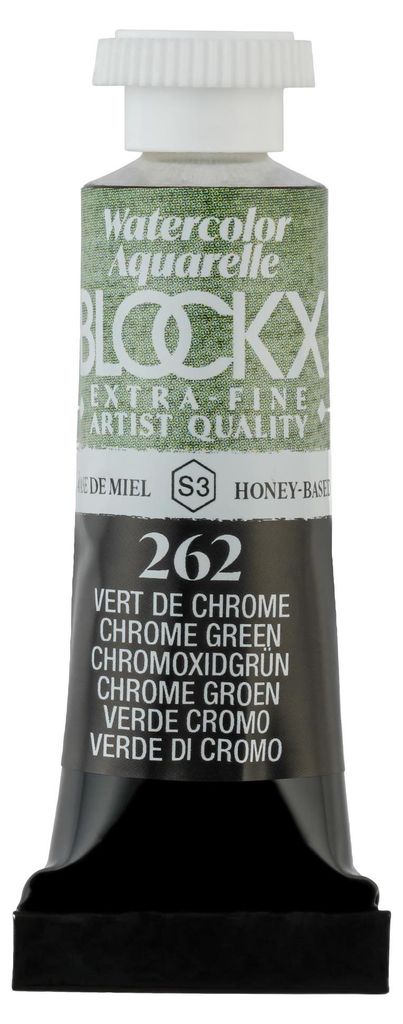 Watercolor
Aquarelle
BLOCKX
EXTRA-FINE
ARTIST QUALITY
DE MIEL S3 HONEY-BASED
262
VERT DE CHROME
CHROME GREEN
CHROMOXIDGRÜN
CHROME GROEN
VERDE CROMO
VERDE DI CROMO